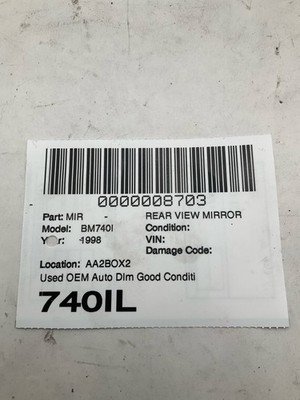 0000008703
Part: MIR - REAR VIEW MIRROR
Model: BM740I Condition:
Year: 1998 VIN:
Damage Code:
Location: AA2BOX2
Used OEM Auto DIm Good Conditi
740IL